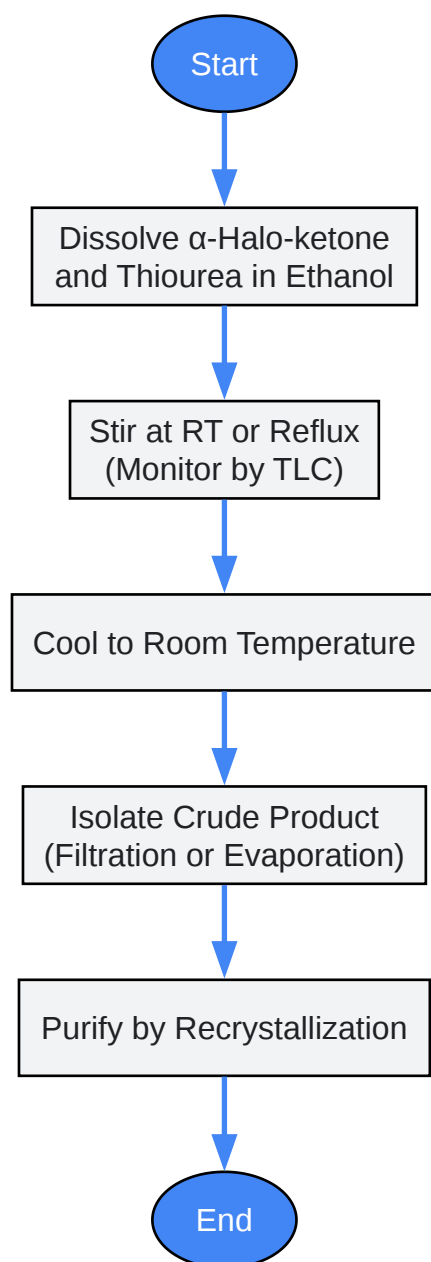 Start
Dissolve α-Halo-ketone
and Thiourea in Ethanol
Stir at RT or Reflux
(Monitor by TLC)
Cool to Room Temperature
Isolate Crude Product
(Filtration or Evaporation)
Purify by Recrystallization
End